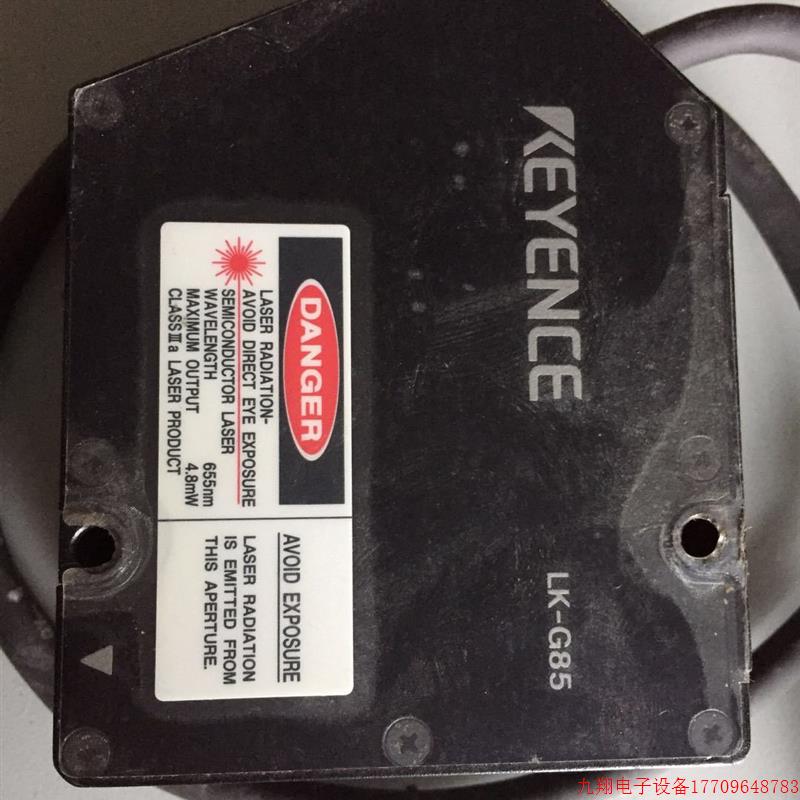 KEYENCE
LK-G85
DANGER
LASER RADIATION-
AVOID DIRECT EYE EXPOSURE
SEMICONDUCTOR LASER
WAVELENGTH 655nm
MAXIMUM OUTPUT 4.8mW
CLASS Ⅲa LASER PRODUCT
AVOID EXPOSURE
LASER RADIATION
IS EMITTED FROM
THIS APERTURE.
九翔电子设备17709648783